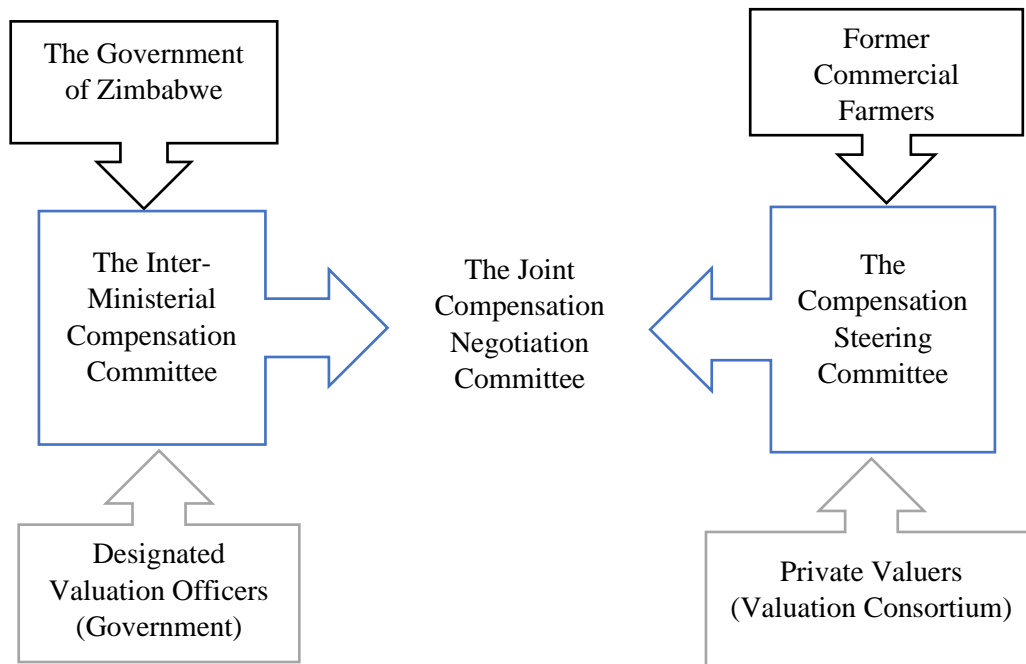 The Government
of Zimbabwe
Former
Commercial
Farmers
The Inter-
Ministerial
Compensation
Committee
The Joint
Compensation
Negotiation
Committee
The
Compensation
Steering
Committee
Designated
Valuation Officers
(Government)
Private Valuers
(Valuation Consortium)